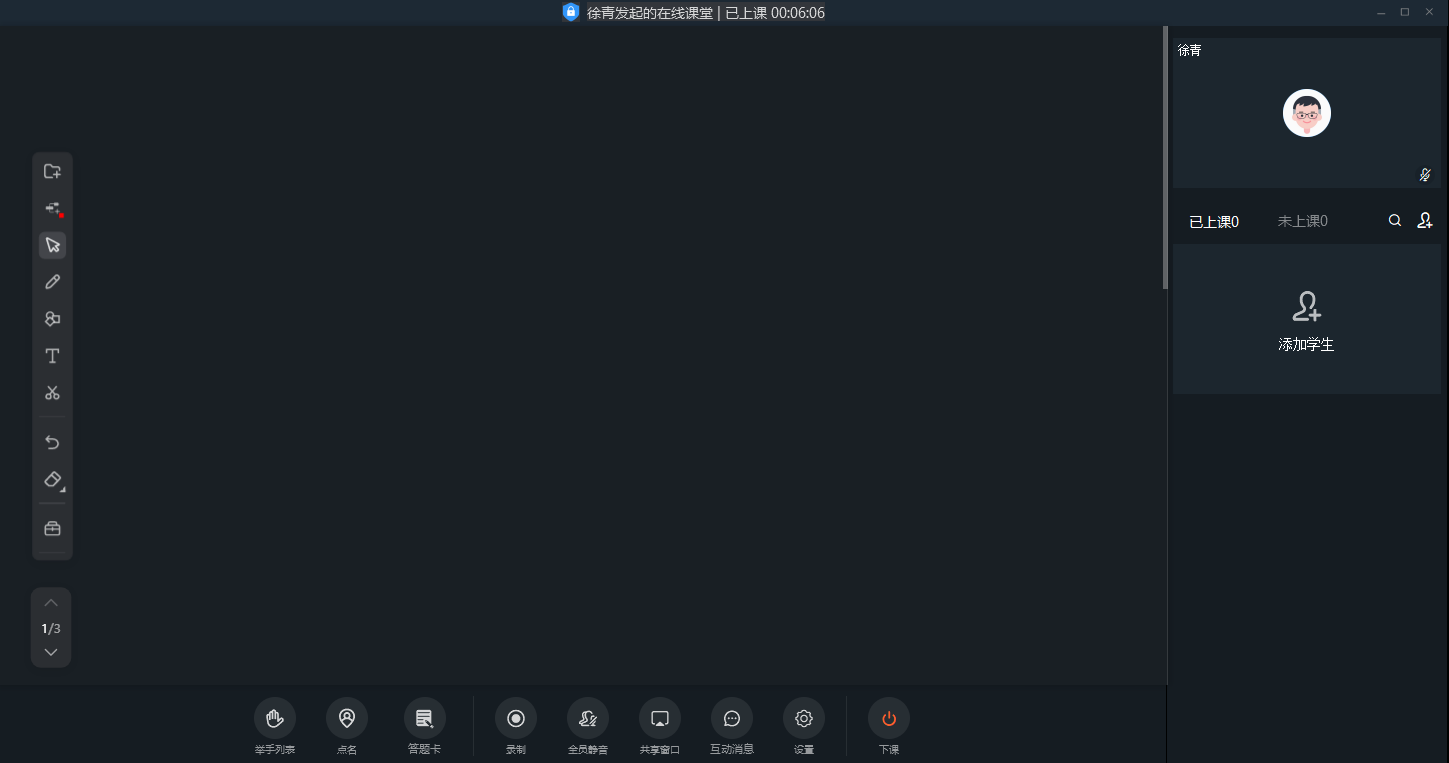 徐青发起的在线课堂 | 已上课 00:06:06
徐青
已上课0 未上课0
添加学生
T
1/3
举手列表 点名 答题卡 录制 全员静音 共享窗口 互动消息 设置 下课